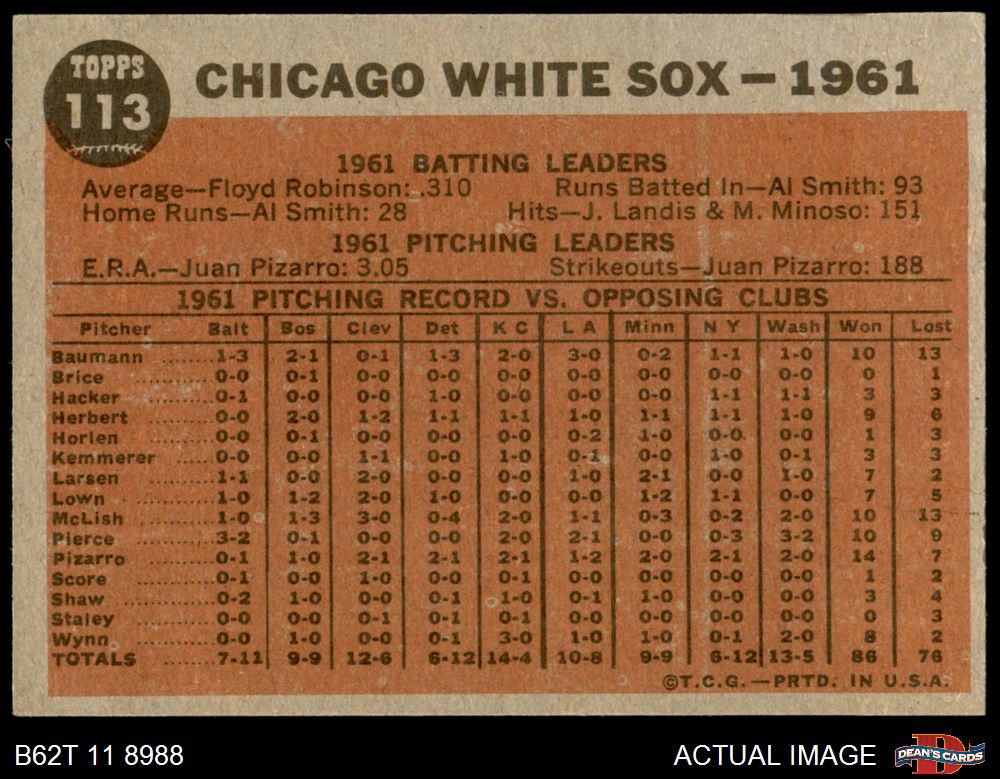 TOPPS
113
CHICAGO WHITE SOX — 1961
1961 BATTING LEADERS
Average—Floyd Robinson: .310 Runs Batted In—Al Smith: 93
Home Runs—Al Smith: 28 Hits—J. Landis & M. Minoso: 151
1961 PITCHING LEADERS
E.R.A.—Juan Pizarro: 3.05 Strikeouts—Juan Pizarro: 188
1961 PITCHING RECORD VS. OPPOSING CLUBS
Pitcher Balt Bos Clev Det K C L A Minn N Y Wash Won Lost
Baumann ........1-3 2-1 0-1 1-3 2-0 3-0 0-2 1-1 1-0 10 13
Brice ............0-0 0-1 0-0 0-0 0-0 0-0 0-0 0-0 0-0 0 1
Hacker ..........0-1 0-0 0-0 1-0 0-0 0-0 0-0 1-1 1-1 3 3
Herbert ..........0-0 2-0 1-2 1-1 1-1 1-0 1-1 1-1 1-0 9 6
Horlen ..........0-0 0-1 0-0 0-0 0-0 0-2 1-0 0-0 0-0 1 3
Kemmerer ......0-0 0-0 1-1 0-0 1-0 0-1 0-0 1-0 0-1 3 3
Larsen ..........1-1 0-0 2-0 0-0 0-0 1-0 2-1 0-0 1-0 7 2
Lown ............1-0 1-2 2-0 1-0 0-0 0-0 1-2 1-1 0-0 7 5
McLish ..........1-0 1-3 3-0 0-4 2-0 1-1 0-3 0-2 2-0 10 13
Pierce ............3-2 0-1 0-0 0-0 2-0 2-1 0-0 0-3 3-2 10 9
Pizarro ..........0-1 1-0 2-1 2-1 2-1 1-2 2-0 2-1 2-0 14 7
Score ............0-1 0-0 1-0 0-0 0-1 0-0 0-0 0-0 0-0 1 2
Shaw ............0-2 1-0 0-0 0-1 1-0 0-1 1-0 0-0 0-0 3 4
Staley ............0-0 0-0 0-1 0-1 0-1 0-0 0-0 0-0 0-0 0 3
Wynn ............0-0 1-0 0-0 0-1 3-0 1-0 1-0 0-1 2-0 8 2
TOTALS ........7-11 9-9 12-6 6-12 14-4 10-8 9-9 6-12 13-5 86 76
©T.C.G.—PRTD. IN U.S.A.
B62T 11 8988 ACTUAL IMAGE DEAN'S CARDS